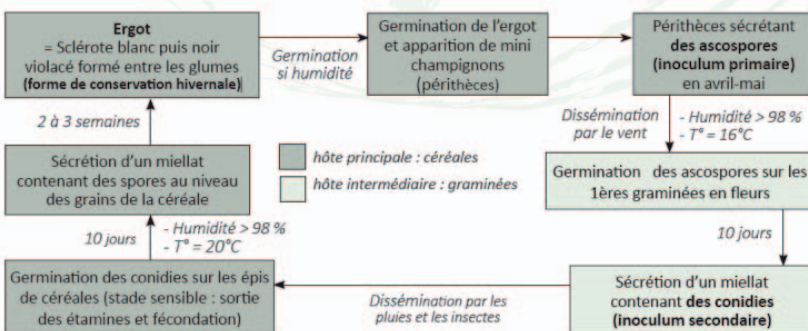 Ergot
= Sclérote blanc puis noir
violacé formé entre les glumes
(forme de conservation hivernale)
Germination
si humidité
Germination de l'ergot
et apparition de mini
champignons
(périthèces)
Périthèces sécrétant
des ascospores
(inoculum primaire)
en avril-mai
Dissémination
par le vent
- Humidité > 98 %
- T° = 16°C
Germination des ascospores sur les
1ères graminées en fleurs
10 jours
Sécrétion d'un miellat
contenant des conidies
(inoculum secondaire)
Dissémination par les
pluies et les insectes
Germination des conidies sur les épis
de céréales (stade sensible : sortie
des étamines et fécondation)
10 jours
- Humidité > 98 %
- T° = 20°C
Sécrétion d'un miellat
contenant des spores au niveau
des grains de la céréale
2 à 3 semaines
hôte principale : céréales
hôte intermédiaire : graminées